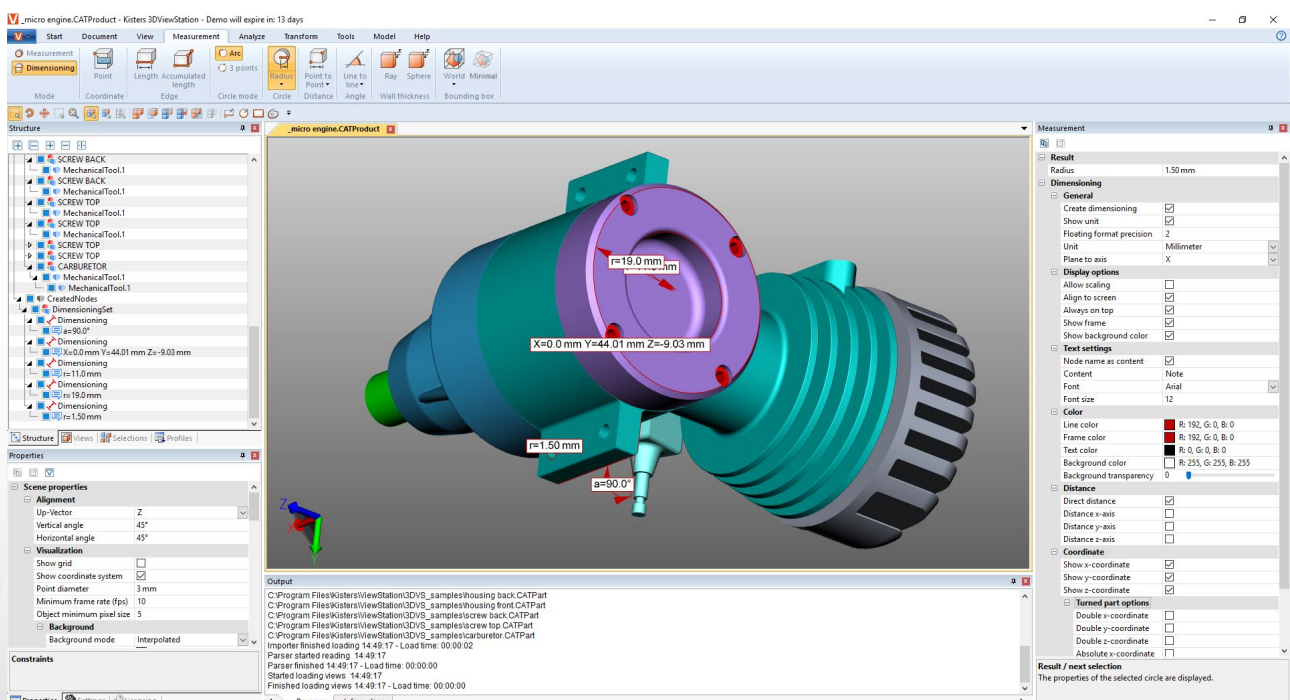 _micro engine.CATProduct - Kisters 3DViewStation - Demo will expire in: 13 days
Start Document View Measurement Analyze Transform Tools Model Help
Measurement
Dimensioning
Mode
Point
Coordinate
Length Accumulated length
Edge
Arc
3 points
Circle mode
Radius
Circle
Point to Point
Distance
Line to line
Angle
Ray Sphere
Wall thickness
World Minimal
Bounding box
Structure
SCREW BACK
MechanicalTool.1
SCREW BACK
MechanicalTool.1
SCREW TOP
MechanicalTool.1
SCREW TOP
MechanicalTool.1
SCREW TOP
SCREW TOP
CARBURETOR
MechanicalTool.1
MechanicalTool.1
CreatedNodes
DimensioningSet
Dimensioning
a=90.0°
Dimensioning
X=0.0 mm Y=44.01 mm Z=-9.03 mm
Dimensioning
r=11.0 mm
Dimensioning
r=19.0 mm
Dimensioning
r=1.50 mm
Structure Views Selections Profiles
Properties
Scene properties
Alignment
Up-Vector Z
Vertical angle 45°
Horizontal angle 45°
Visualization
Show grid
Show coordinate system
Point diameter 3 mm
Minimum frame rate (fps) 10
Object minimum pixel size 5
Background
Background mode Interpolated
Constraints
_micro engine.CATProduct
r=19.0 mm
X=0.0 mm Y=44.01 mm Z=-9.03 mm
r=1.50 mm
a=90.0°
Z
X
Y
Output
C:\Program Files\Kisters\ViewStation\3DVS_samples\housing back.CATPart
C:\Program Files\Kisters\ViewStation\3DVS_samples\housing front.CATPart
C:\Program Files\Kisters\ViewStation\3DVS_samples\screw back.CATPart
C:\Program Files\Kisters\ViewStation\3DVS_samples\screw top.CATPart
C:\Program Files\Kisters\ViewStation\3DVS_samples\carburetor.CATPart
Importer finished loading 14:49:17 - Load time: 00:00:02
Parser started reading 14:49:17
Parser finished 14:49:17 - Load time: 00:00:00
Started loading views 14:49:17
Finished loading views 14:49:17 - Load time: 00:00:00
Measurement
Result
Radius 1.50 mm
Dimensioning
General
Create dimensioning
Show unit
Floating format precision 2
Unit Millimeter
Plane to axis X
Display options
Allow scaling
Align to screen
Always on top
Show frame
Show background color
Text settings
Node name as content
Content Note
Font Arial
Font size 12
Color
Line color R: 192, G: 0, B: 0
Frame color R: 192, G: 0, B: 0
Text color R: 0, G: 0, B: 0
Background color R: 255, G: 255, B: 255
Background transparency 0
Distance
Direct distance
Distance x-axis
Distance y-axis
Distance z-axis
Coordinate
Show x-coordinate
Show y-coordinate
Show z-coordinate
Turned part options
Double x-coordinate
Double y-coordinate
Double z-coordinate
Absolute x-coordinate
Result / next selection
The properties of the selected circle are displayed.